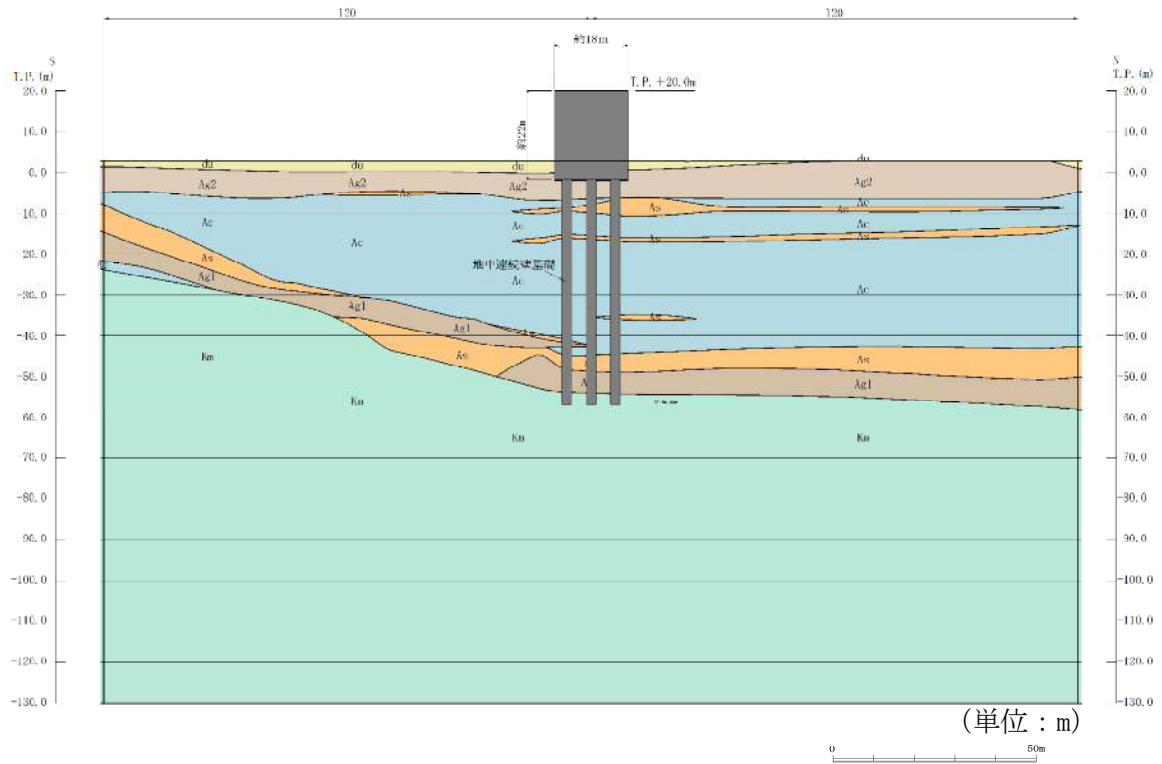 120
120
約18m
S
T.P.(m)
N
T.P.(m)
T.P.+20.0m
約22m
20.0
10.0
0.0
-10.0
-20.0
-30.0
-40.0
-50.0
-60.0
-70.0
-80.0
-90.0
-100.0
-110.0
-120.0
-130.0
20.0
10.0
0.0
-10.0
-20.0
-30.0
-40.0
-50.0
-60.0
-70.0
-80.0
-90.0
-100.0
-110.0
-120.0
-130.0
du
du
du
du
Ag2
Ag2
Ag2
Ag2
As
As
Ac
As
Ac
Ac
Ac
Ac
As
As
地中連続壁基礎
Ac
Ac
Ag1
As
Ag1
As
As
As
Ag1
Km
Km
Km
Km
(単位:m)
0
50m